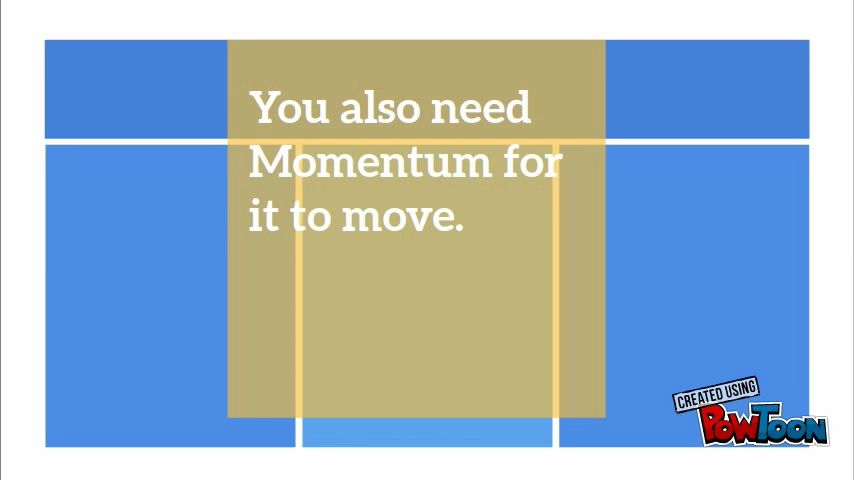 You also need
Momentum for
it to move.
CREATED USING
POWTOON